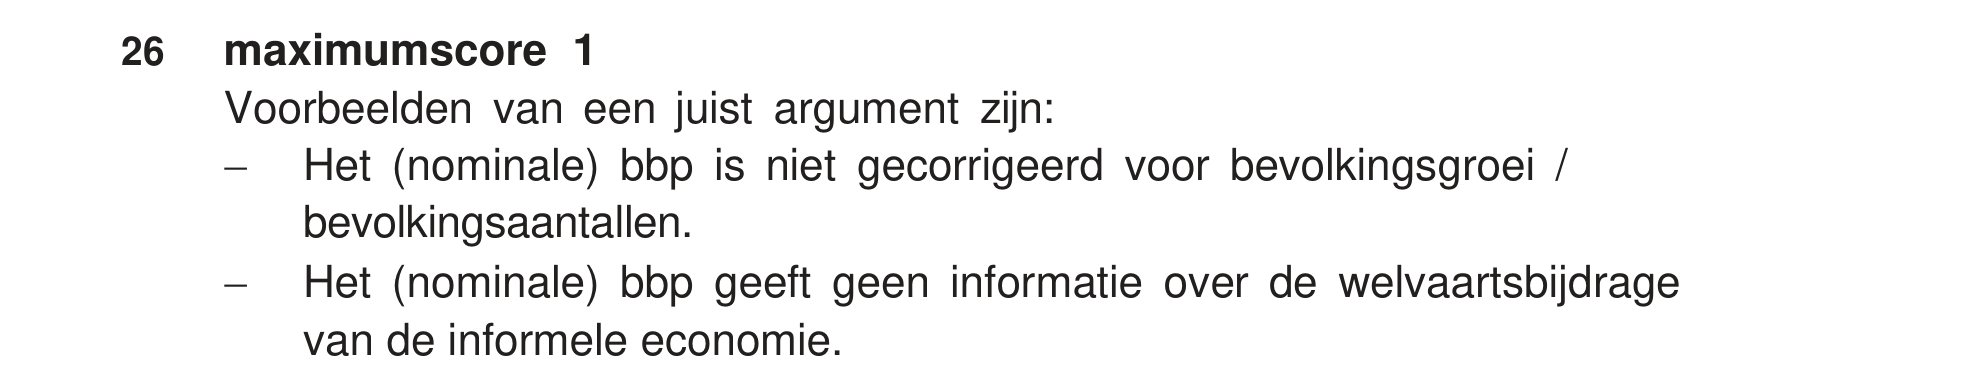 26 maximumscore 1
Voorbeelden van een juist argument zijn:
− Het (nominale) bbp is niet gecorrigeerd voor bevolkingsgroei /
bevolkingsaantallen.
− Het (nominale) bbp geeft geen informatie over de welvaartsbijdrage
van de informele economie.